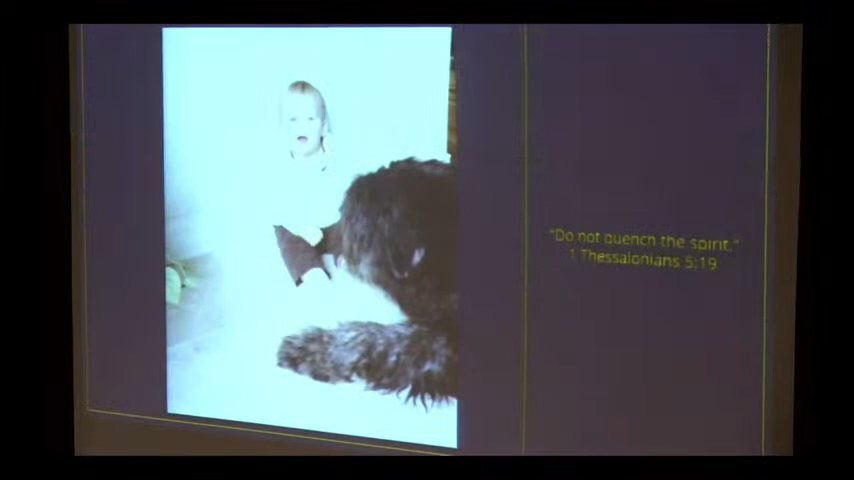 "Do not quench the spirit."
1 Thessalonians 5:19